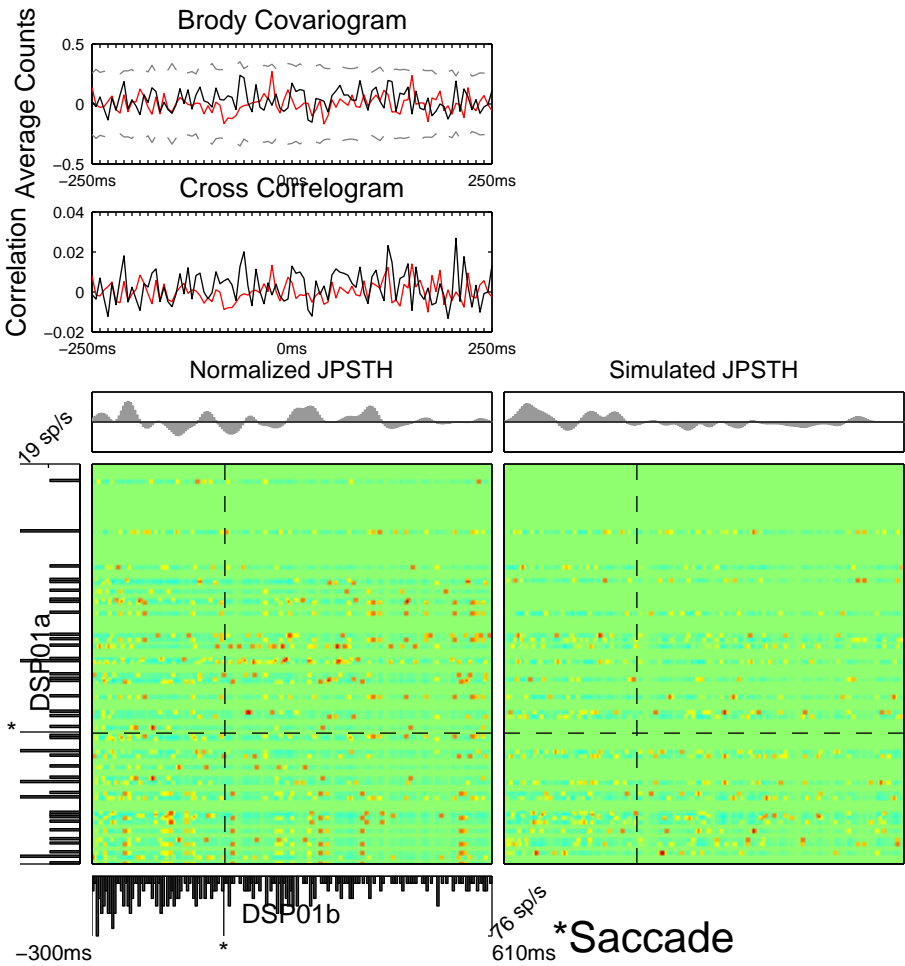 Brody Covariogram
Average Counts
0.5
0
−0.5
−250ms
0ms
250ms
Cross Correlogram
Correlation
0.04
0.02
0
−0.02
−250ms
0ms
250ms
Normalized JPSTH
Simulated JPSTH
19 sp/s
DSP01a
*
DSP01b
76 sp/s
*
*Saccade
−300ms
610ms